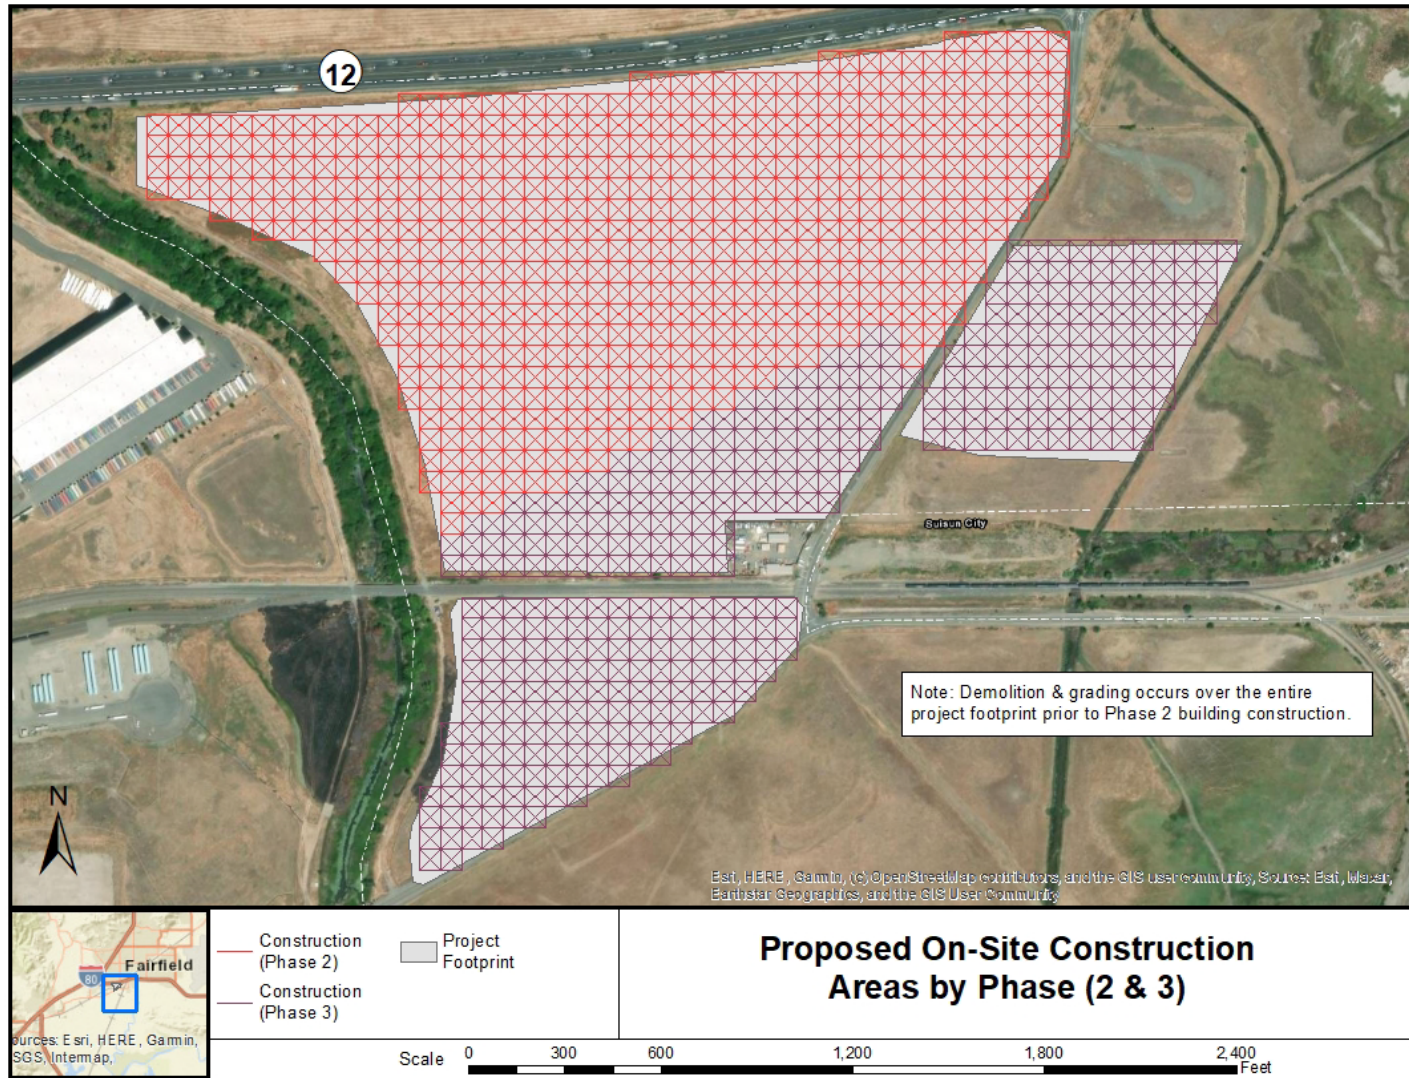 12
Suisun City
Note: Demolition & grading occurs over the entire
project footprint prior to Phase 2 building construction.
N
Esri, HERE, Garmin, (c) OpenStreetMap contributors, and the GIS user community, Source: Esri, Maxar,
Earthstar Geographics, and the GIS User Community
Fairfield
80
ources: Esri, HERE, Garmin,
SGS, Intermap,
Construction
(Phase 2)
Construction
(Phase 3)
Project
Footprint
Proposed On-Site Construction
Areas by Phase (2 & 3)
Scale 0 300 600 1,200 1,800 2,400
Feet